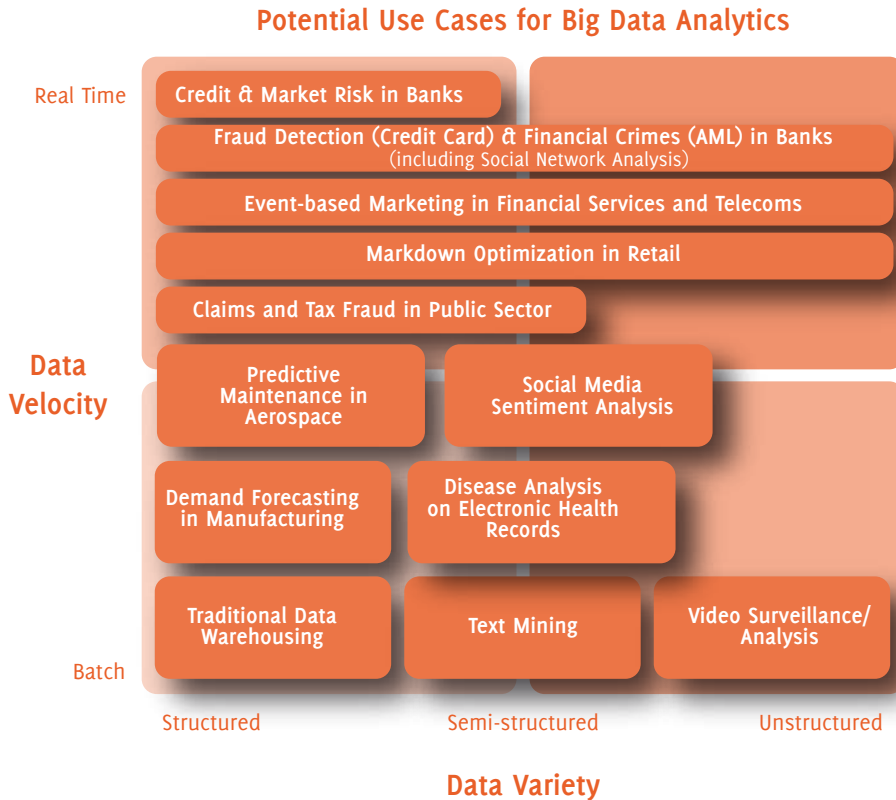 Potential Use Cases for Big Data Analytics
Real Time
Credit & Market Risk in Banks
Fraud Detection (Credit Card) & Financial Crimes (AML) in Banks
(including Social Network Analysis)
Event-based Marketing in Financial Services and Telecoms
Markdown Optimization in Retail
Claims and Tax Fraud in Public Sector
Data
Velocity
Predictive
Maintenance in
Aerospace
Social Media
Sentiment Analysis
Demand Forecasting
in Manufacturing
Disease Analysis
on Electronic Health
Records
Traditional Data
Warehousing
Text Mining
Video Surveillance/
Analysis
Batch
Structured
Semi-structured
Unstructured
Data Variety